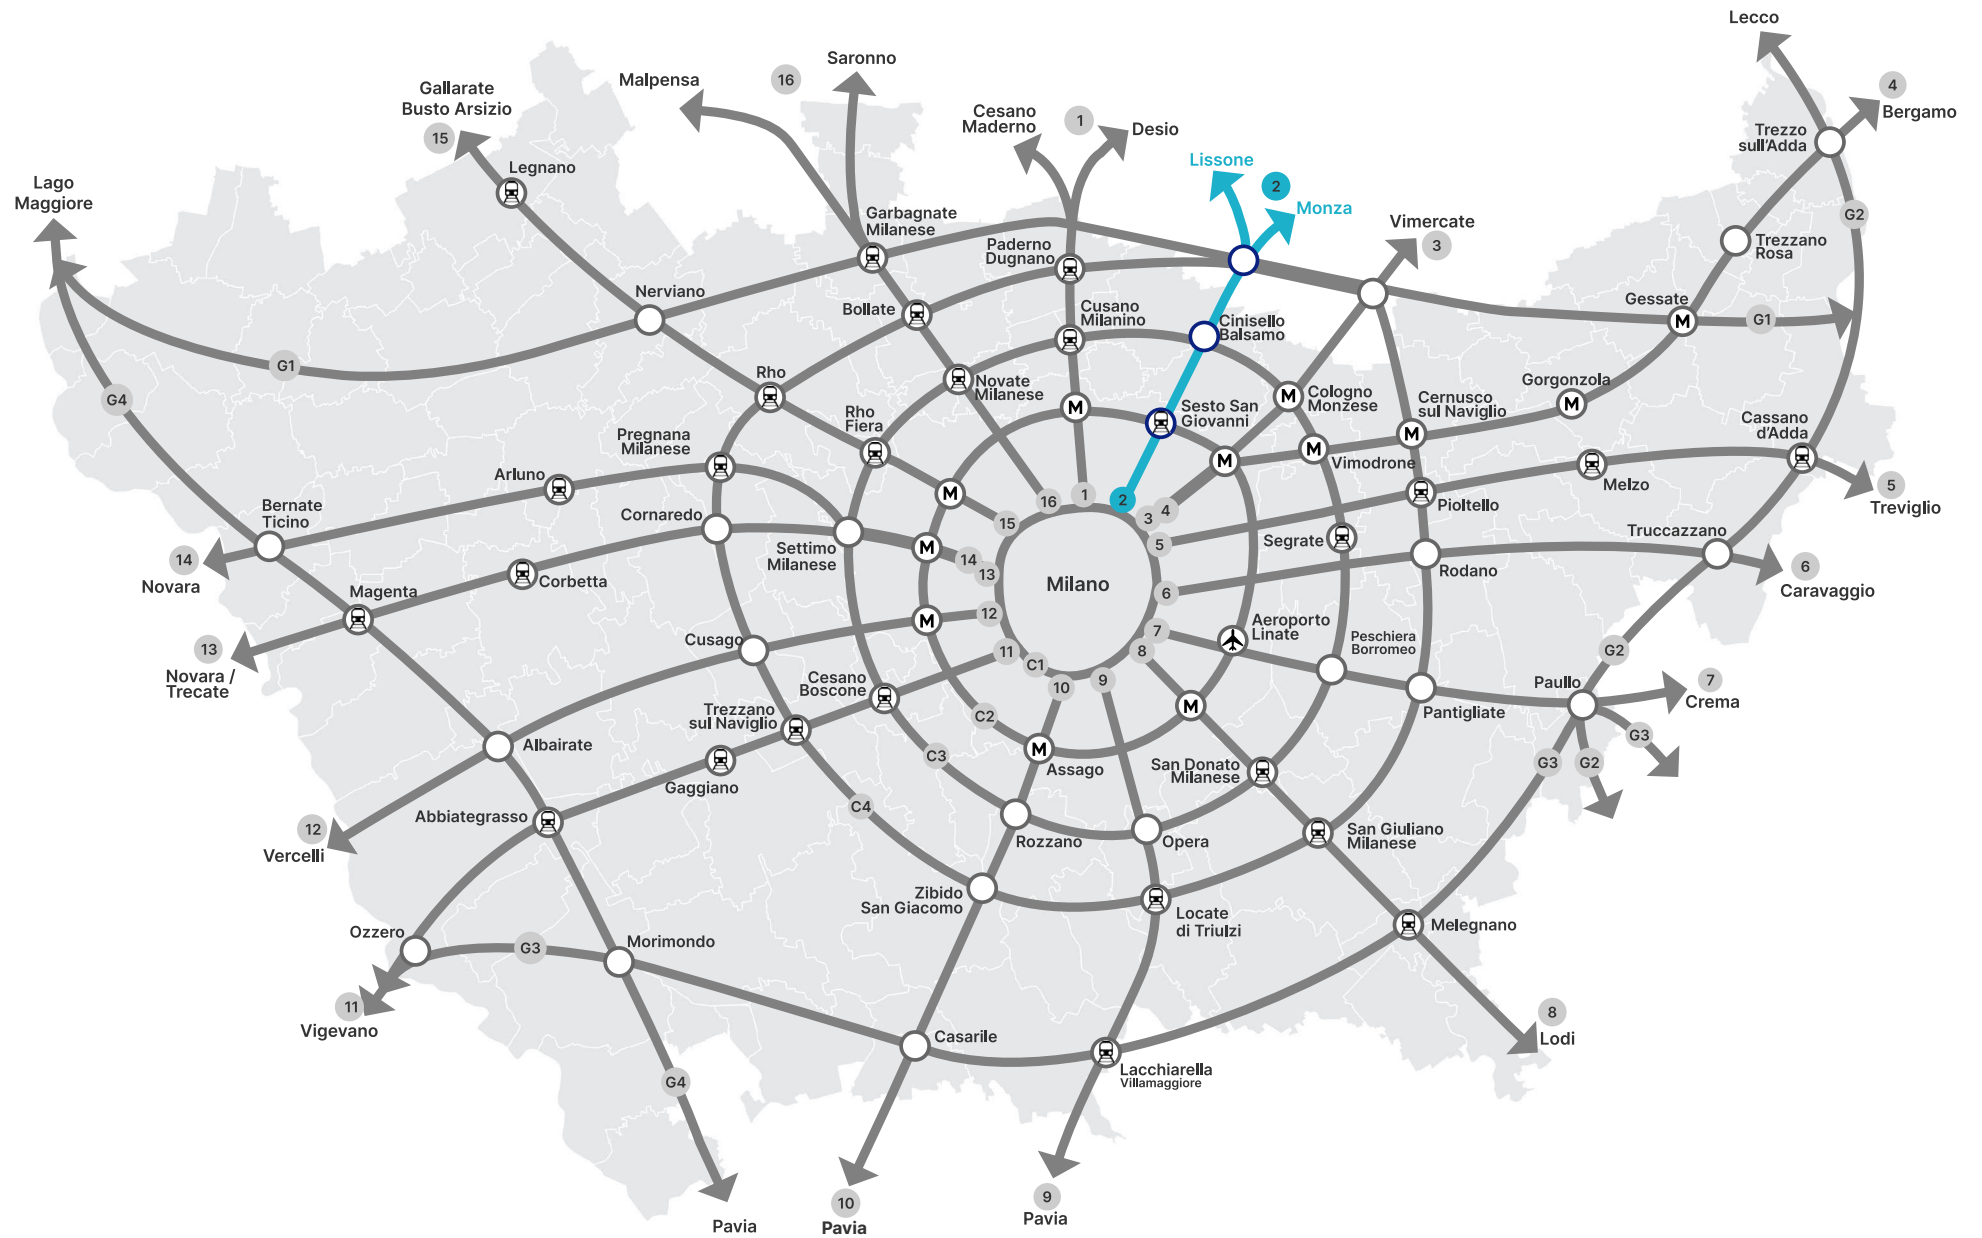 Lecco
4
Bergamo
Saronno
16
Malpensa
Gallarate
Busto Arsizio
15
Cesano
Maderno
1
Desio
Lissone
2
Monza
Trezzo
sull'Adda
Legnano
Lago
Maggiore
Vimercate
3
G2
Garbagnate
Milanese
Paderno
Dugnano
Trezzano
Rosa
Nerviano
Bollate
Cusano
Milanino
Cinisello
Balsamo
Gessate
M
G1
G1
G4
Rho
Novate
Milanese
Cologno
Monzese
M
Gorgonzola
M
Cernusco
sul Naviglio
M
Rho
Fiera
M
Sesto San
Giovanni
Cassano
d'Adda
Pregnana
Milanese
M
M
Vimodrone
Arluno
M
Melzo
5
Treviglio
Pioltello
16
1
2
3
4
15
5
Bernate
Ticino
Cornaredo
Settimo
Milanese
M
14
13
Segrate
Truccazzano
Rodano
6
Caravaggio
14
Novara
Corbetta
Milano
6
Magenta
12
M
7
Aeroporto
Linate
Peschiera
Borromeo
13
Novara /
Trecate
Cusago
11
C1
8
G2
Cesano
Boscone
10
9
Paullo
7
Crema
Pantigliate
Trezzano
sul Naviglio
C2
M
G3
Albairate
C3
M
Assago
San Donato
Milanese
G3
G2
Gaggiano
C4
Abbiategrasso
12
Vercelli
Rozzano
Opera
San Giuliano
Milanese
Zibido
San Giacomo
Locate
di Triulzi
Melegnano
Ozzero
G3
Morimondo
11
Vigevano
Casarile
8
Lodi
Lacchiarella
Villamaggiore
G4
10
Pavia
9
Pavia
Pavia